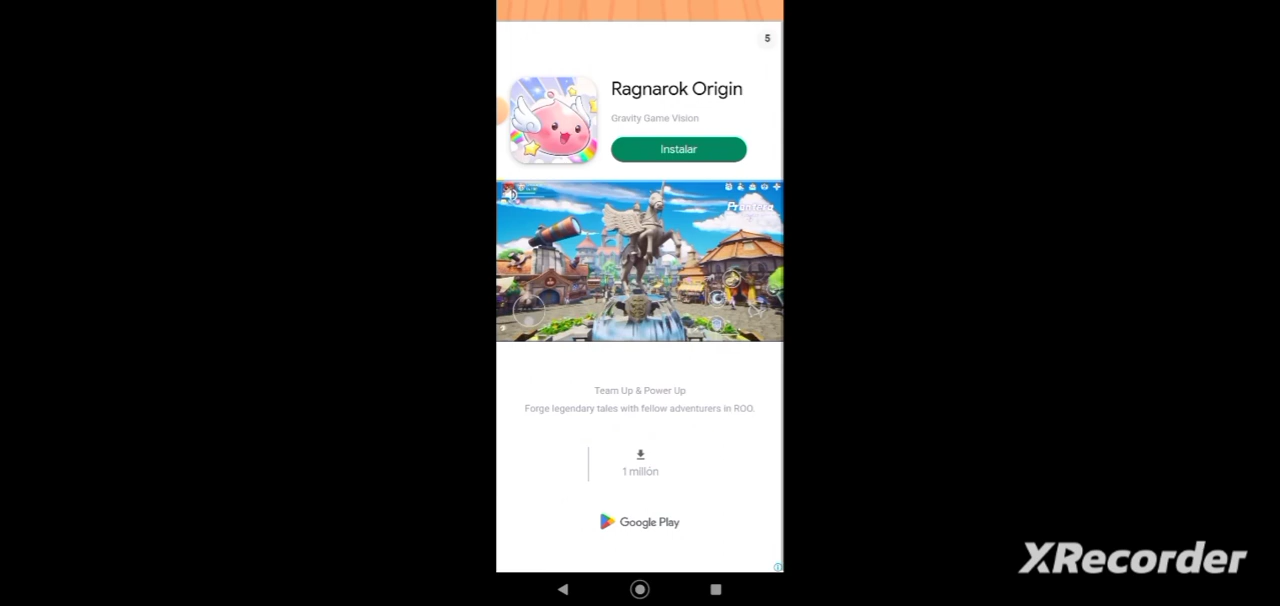 5
Ragnarok Origin
Gravity Game Vision
Instalar
Prontera
Team Up & Power Up
Forge legendary tales with fellow adventurers in ROO.
1 millón
Google Play
XRecorder